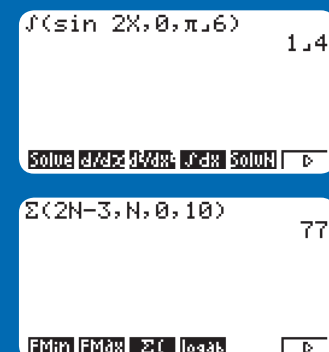 ∫(sin 2X,0,π⌟6)
1⌟4
Solve d/dx d²/dx² ∫dx SolvN ▷
Σ(2N-3,N,0,10)
77
FMin FMax Σ( logab ▷